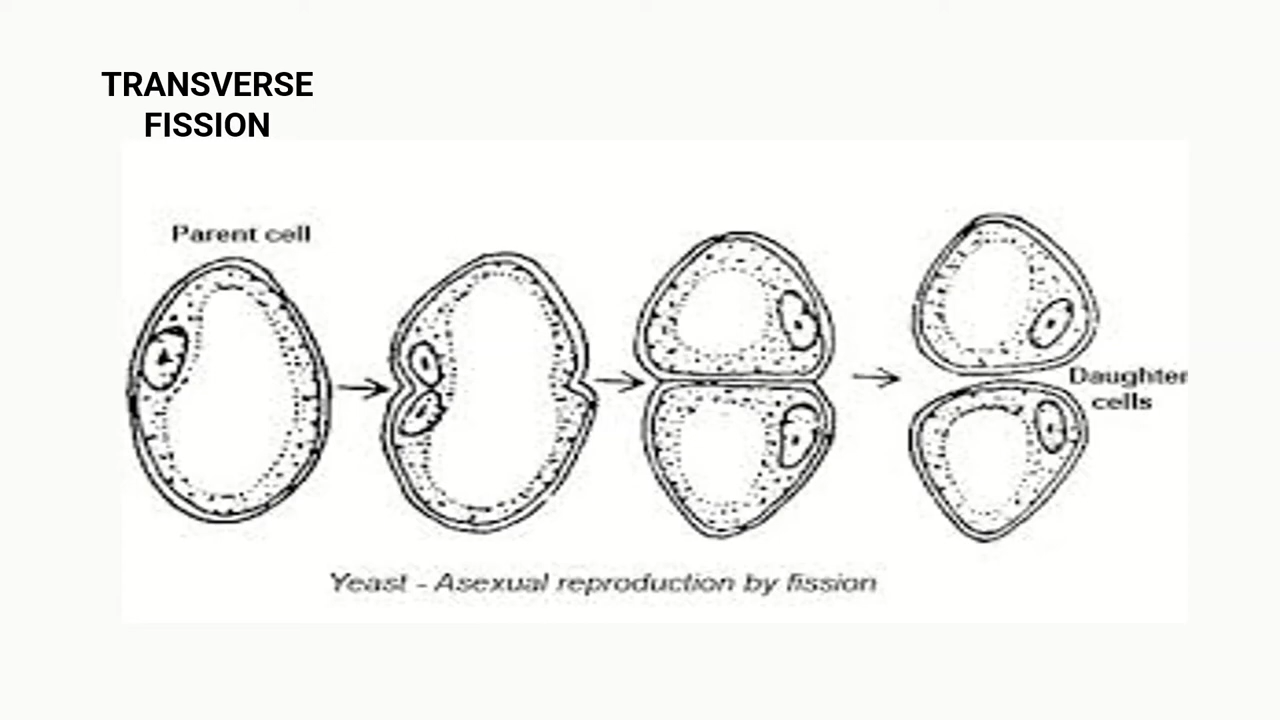 TRANSVERSE
FISSION
Parent cell
Daughter
cells
Yeast - Asexual reproduction by fission